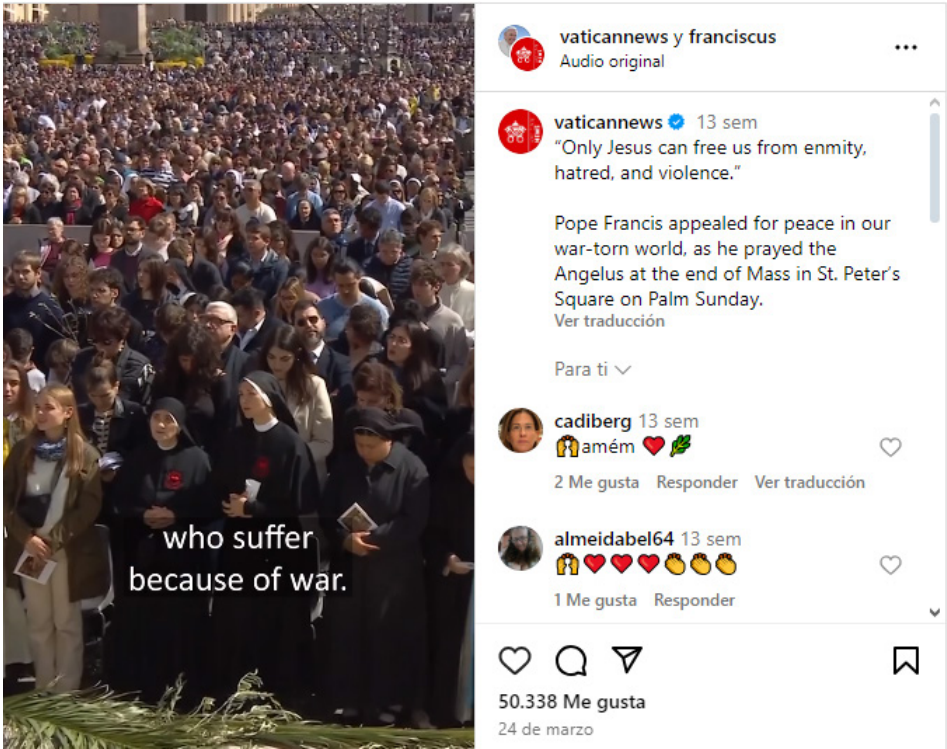 who suffer
because of war.
vaticannews y franciscus
Audio original
vaticannews 13 sem
“Only Jesus can free us from enmity,
hatred, and violence.”
Pope Francis appealed for peace in our
war-torn world, as he prayed the
Angelus at the end of Mass in St. Peter’s
Square on Palm Sunday.
Ver traducción
Para ti
cadiberg 13 sem
🙌amém ❤️🌿
2 Me gusta Responder Ver traducción
almeidabel64 13 sem
🙌❤️❤️❤️👏👏👏
1 Me gusta Responder
50.338 Me gusta
24 de marzo